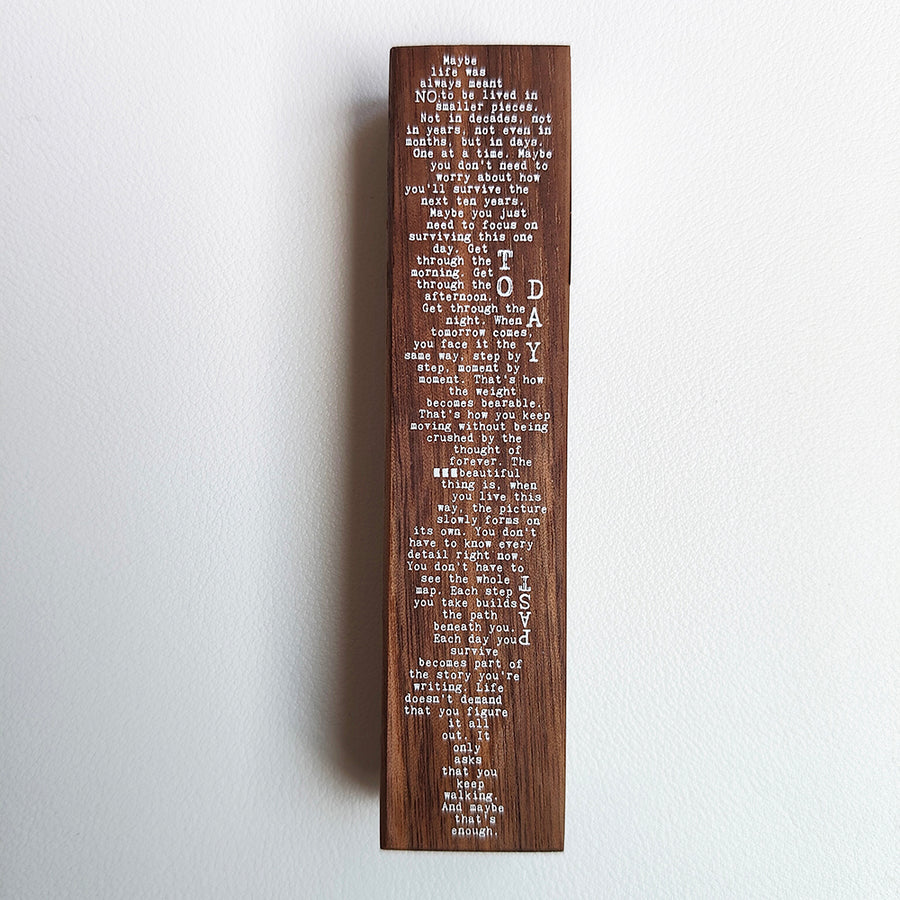 Maybe
life was
always meant
NO to be lived in
smaller pieces.
Not in decades, not
in years, not even in
months, but in days.
One at a time. Maybe
you don't need to
worry about how
you'll survive the
next ten years.
Maybe you just
need to focus on
surviving this one
day. Get
through the
morning. Get
through the
afternoon.
TO
DAY
Get through the
night. When
tomorrow comes,
you face it the
same way, step by
step, moment by
moment. That's how
the weight
becomes bearable.
That's how you keep
moving without being
crushed by the
thought of
forever. The
beautiful
thing is, when
you live this
way, the picture
slowly forms on
its own. You don't
have to know every
detail right now.
You don't have to
see the whole
map. Each step
you take builds
the path
beneath you.
Each day you
PAST
survive
becomes part of
the story you're
writing. Life
doesn't demand
that you figure
it all
out. It
only
asks
that you
keep
walking.
And maybe
that's
enough.